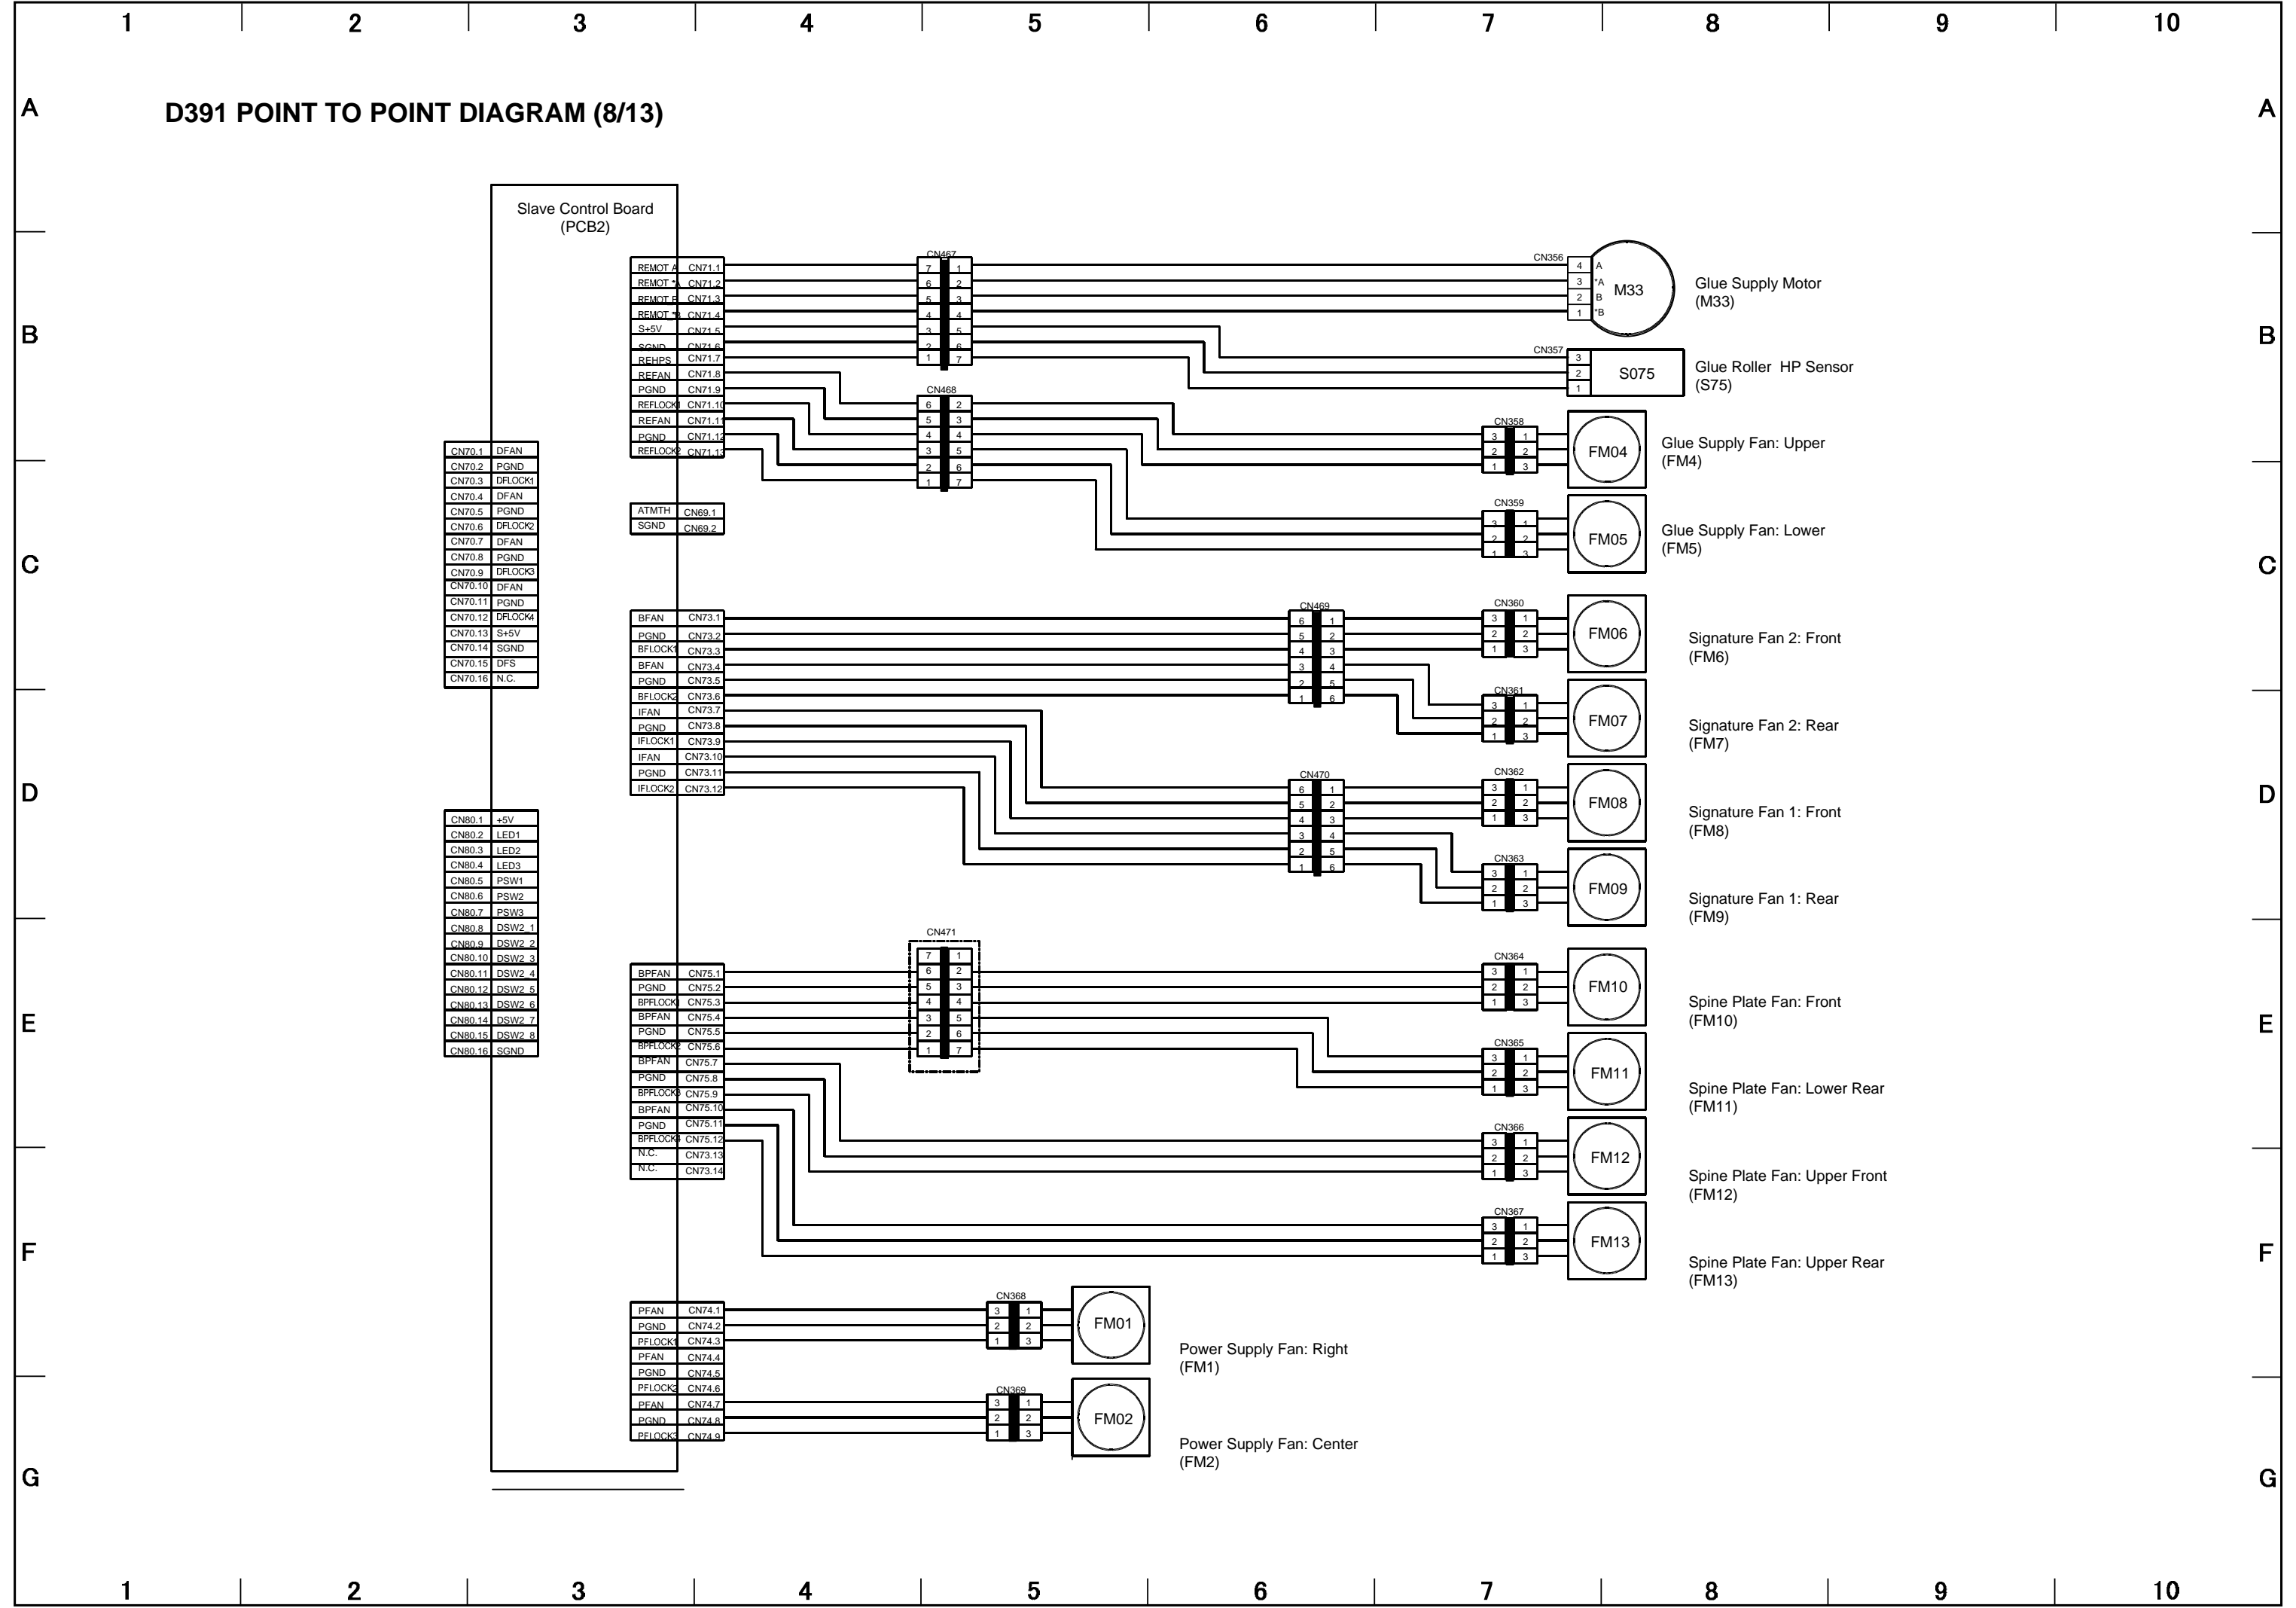 1 2 3 4 5 6 7 8 9 10
A A
D391 POINT TO POINT DIAGRAM (8/13)
Slave Control Board
(PCB2)
B B
REMOT A CN71.1
REMOT *A CN71.2
REMOT B CN71.3
REMOT *B CN71.4
S+5V CN71.5
SGND CN71.6
REHPS CN71.7
REFAN CN71.8
PGND CN71.9
REFLOCK1 CN71.10
REFAN CN71.11
PGND CN71.12
REFLOCK2 CN71.13
CN467
7 1
6 2
5 3
4 4
3 5
2 6
1 7
CN356
4 A
3 *A
2 B
1 *B
M33
Glue Supply Motor
(M33)
CN357
3
2
1
S075
Glue Roller HP Sensor
(S75)
CN468
6 2
5 3
4 4
3 5
2 6
1 7
CN358
3 1
2 2
1 3
FM04
Glue Supply Fan: Upper
(FM4)
CN359
3 1
2 2
1 3
FM05
Glue Supply Fan: Lower
(FM5)
C C
CN70.1 DFAN
CN70.2 PGND
CN70.3 DFLOCK1
CN70.4 DFAN
CN70.5 PGND
CN70.6 DFLOCK2
CN70.7 DFAN
CN70.8 PGND
CN70.9 DFLOCK3
CN70.10 DFAN
CN70.11 PGND
CN70.12 DFLOCK4
CN70.13 S+5V
CN70.14 SGND
CN70.15 DFS
CN70.16 N.C.
ATMTH CN69.1
SGND CN69.2
BFAN CN73.1
PGND CN73.2
BFLOCK1 CN73.3
BFAN CN73.4
PGND CN73.5
BFLOCK2 CN73.6
IFAN CN73.7
PGND CN73.8
IFLOCK1 CN73.9
IFAN CN73.10
PGND CN73.11
IFLOCK2 CN73.12
CN469
6 1
5 2
4 3
3 4
2 5
1 6
CN360
3 1
2 2
1 3
FM06
Signature Fan 2: Front
(FM6)
CN361
3 1
2 2
1 3
FM07
Signature Fan 2: Rear
(FM7)
D D
CN470
6 1
5 2
4 3
3 4
2 5
1 6
CN362
3 1
2 2
1 3
FM08
Signature Fan 1: Front
(FM8)
CN363
3 1
2 2
1 3
FM09
Signature Fan 1: Rear
(FM9)
CN80.1 +5V
CN80.2 LED1
CN80.3 LED2
CN80.4 LED3
CN80.5 PSW1
CN80.6 PSW2
CN80.7 PSW3
CN80.8 DSW2_1
CN80.9 DSW2_2
CN80.10 DSW2_3
CN80.11 DSW2_4
CN80.12 DSW2_5
CN80.13 DSW2_6
CN80.14 DSW2_7
CN80.15 DSW2_8
CN80.16 SGND
E E
BPFAN CN75.1
PGND CN75.2
BPFLOCK1 CN75.3
BPFAN CN75.4
PGND CN75.5
BPFLOCK2 CN75.6
BPFAN CN75.7
PGND CN75.8
BPFLOCK3 CN75.9
BPFAN CN75.10
PGND CN75.11
BPFLOCK4 CN75.12
N.C. CN73.13
N.C. CN73.14
CN471
7 1
6 2
5 3
4 4
3 5
2 6
1 7
CN364
3 1
2 2
1 3
FM10
Spine Plate Fan: Front
(FM10)
CN365
3 1
2 2
1 3
FM11
Spine Plate Fan: Lower Rear
(FM11)
CN366
3 1
2 2
1 3
FM12
Spine Plate Fan: Upper Front
(FM12)
F F
CN367
3 1
2 2
1 3
FM13
Spine Plate Fan: Upper Rear
(FM13)
PFAN CN74.1
PGND CN74.2
PFLOCK1 CN74.3
PFAN CN74.4
PGND CN74.5
PFLOCK2 CN74.6
PFAN CN74.7
PGND CN74.8
PFLOCK3 CN74.9
CN368
3 1
2 2
1 3
FM01
Power Supply Fan: Right
(FM1)
CN369
3 1
2 2
1 3
FM02
Power Supply Fan: Center
(FM2)
G G
1 2 3 4 5 6 7 8 9 10